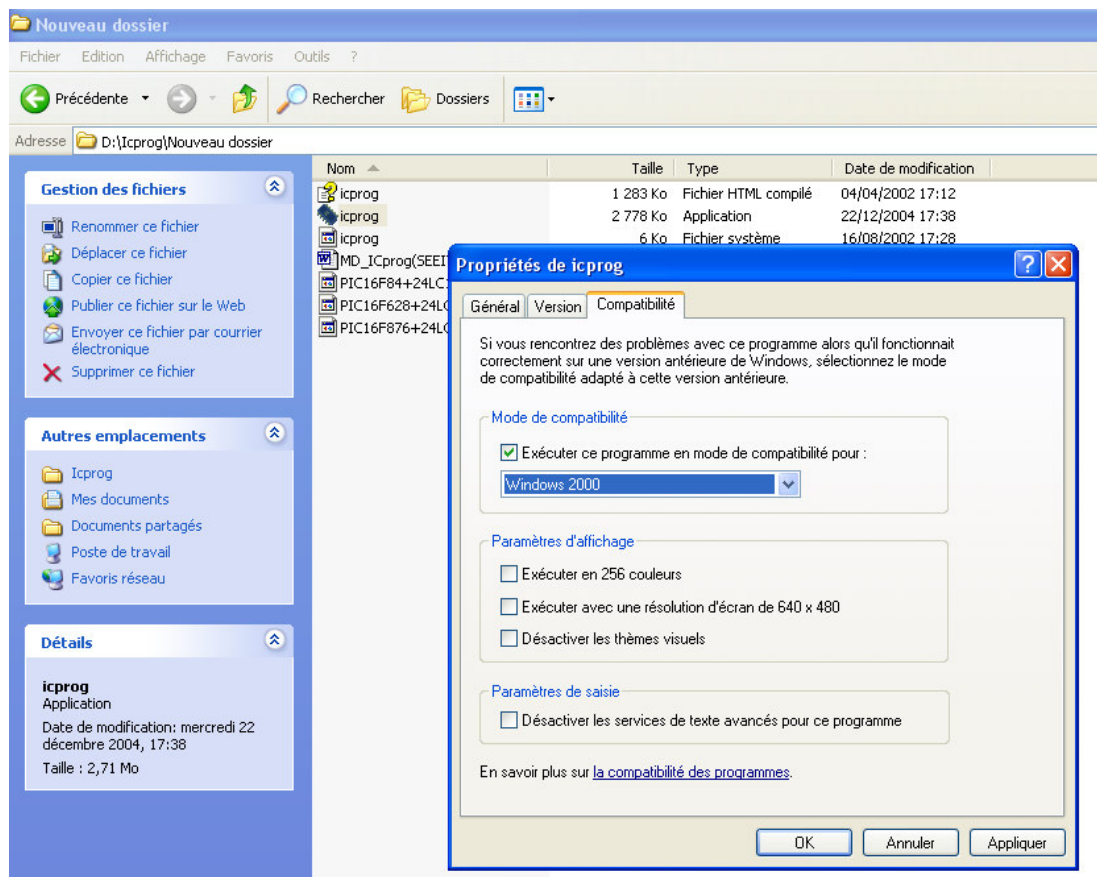 Nouveau dossier
Fichier Edition Affichage Favoris Outils ?
Précédente Rechercher Dossiers
Adresse D:\Icprog\Nouveau dossier
Gestion des fichiers
Renommer ce fichier
Déplacer ce fichier
Copier ce fichier
Publier ce fichier sur le Web
Envoyer ce fichier par courrier
électronique
Supprimer ce fichier
Autres emplacements
Icprog
Mes documents
Documents partagés
Poste de travail
Favoris réseau
Détails
icprog
Application
Date de modification: mercredi 22
décembre 2004, 17:38
Taille : 2,71 Mo
Nom Taille Type Date de modification
icprog 1 283 Ko Fichier HTML compilé 04/04/2002 17:12
icprog 2 778 Ko Application 22/12/2004 17:38
icprog 6 Ko Fichier système 16/08/2002 17:28
MD_ICprog(SEEI
PIC16F84+24LC
PIC16F628+24L
PIC16F876+24L
Propriétés de icprog
Général Version Compatibilité
Si vous rencontrez des problèmes avec ce programme alors qu'il fonctionnait
correctement sur une version antérieure de Windows, sélectionnez le mode
de compatibilité adapté à cette version antérieure.
Mode de compatibilité
Exécuter ce programme en mode de compatibilité pour :
Windows 2000
Paramètres d'affichage
Exécuter en 256 couleurs
Exécuter avec une résolution d'écran de 640 x 480
Désactiver les thèmes visuels
Paramètres de saisie
Désactiver les services de texte avancés pour ce programme
En savoir plus sur la compatibilité des programmes.
OK Annuler Appliquer